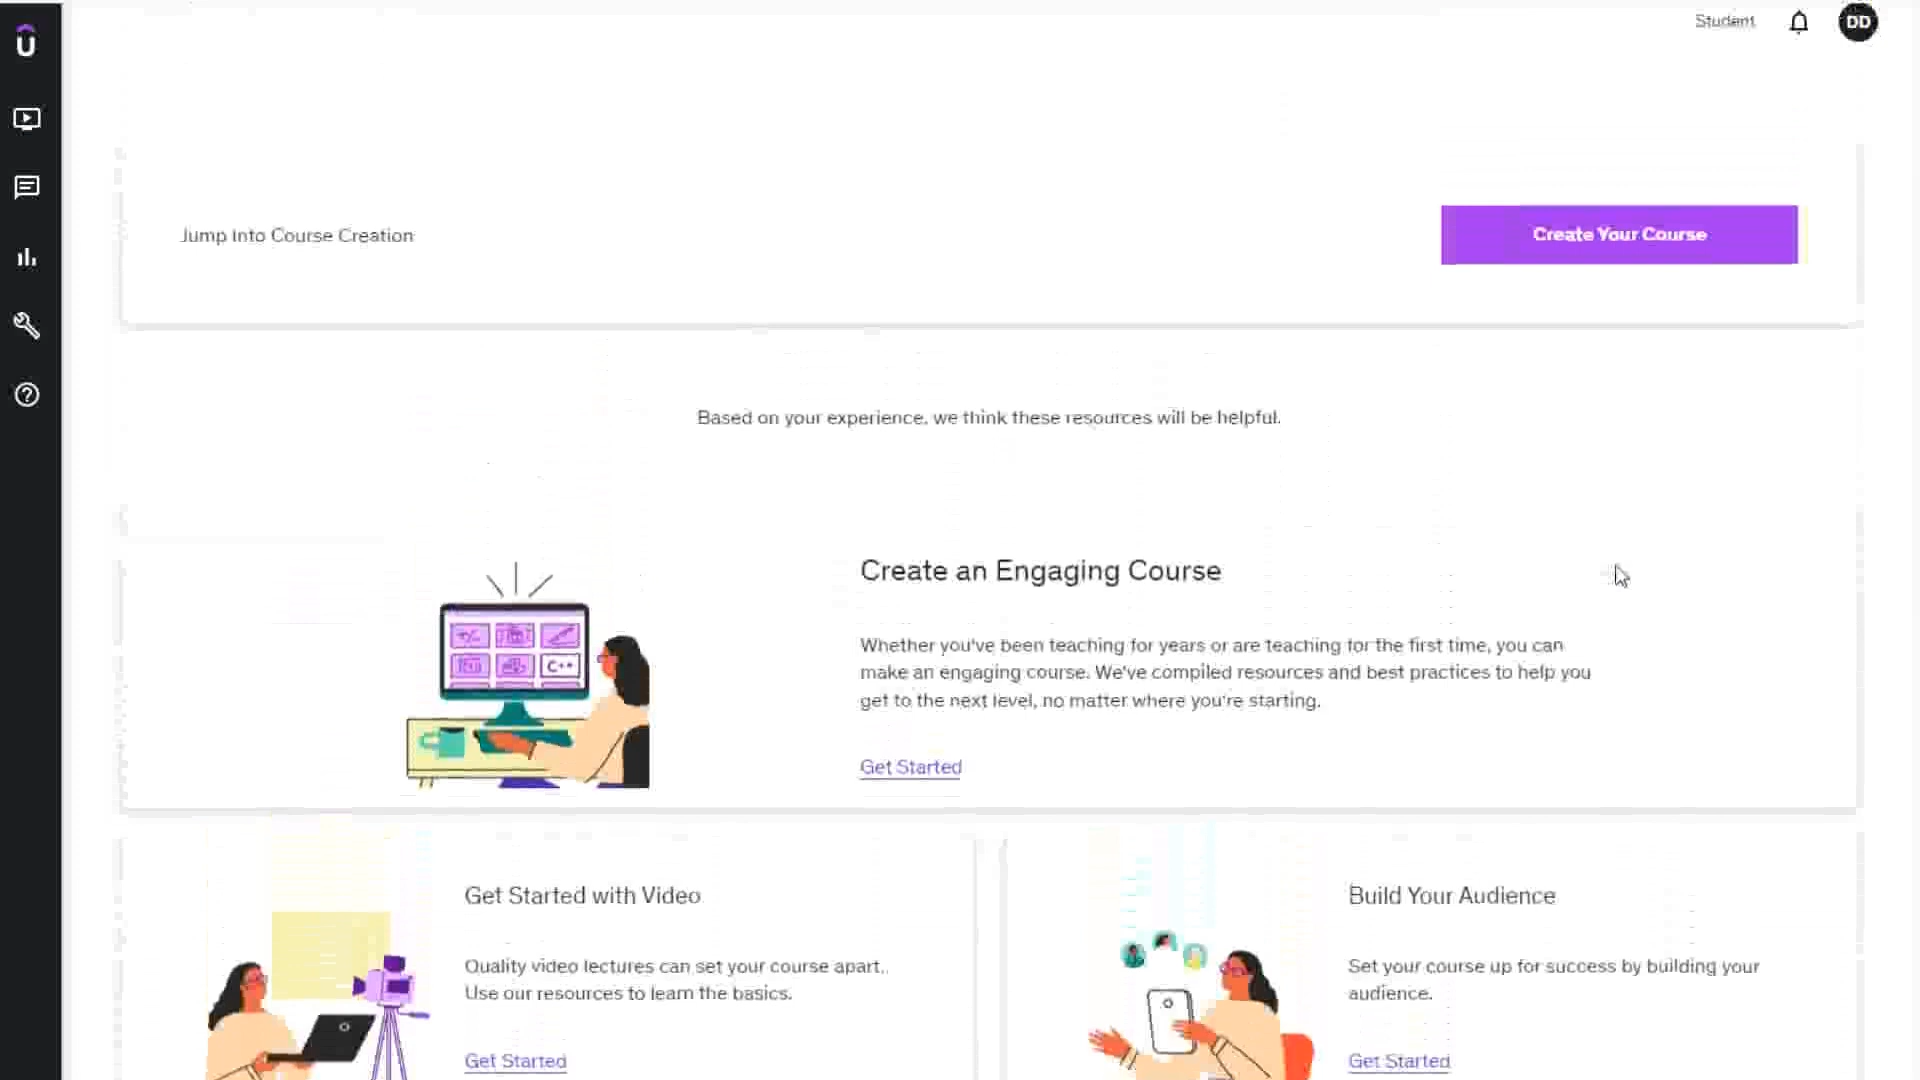 Student
DD
Jump into Course Creation
Create Your Course
Based on your experience, we think these resources will be helpful.
Create an Engaging Course
Whether you've been teaching for years or are teaching for the first time, you can
make an engaging course. We've compiled resources and best practices to help you
get to the next level, no matter where you're starting.
Get Started
C++
Get Started with Video
Quality video lectures can set your course apart.
Use our resources to learn the basics.
Get Started
Build Your Audience
Set your course up for success by building your
audience.
Get Started